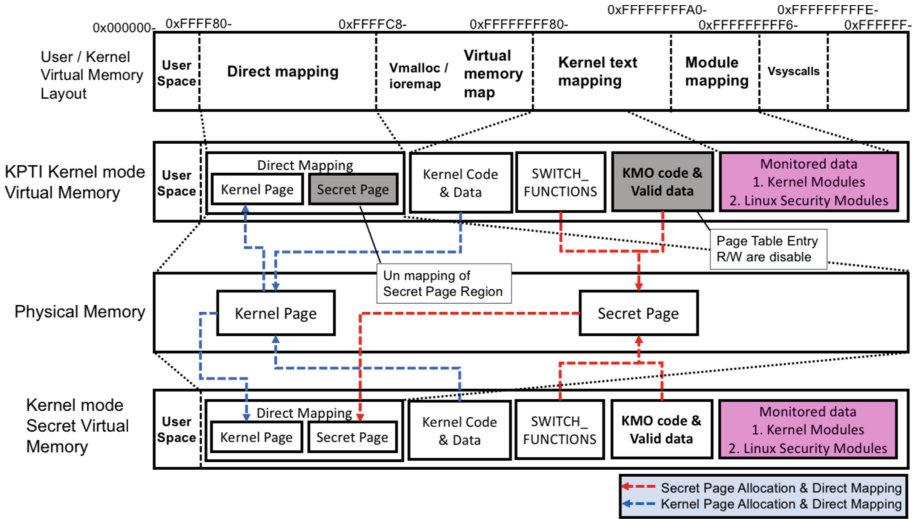 0xFFFFFFFFA0-
0xFFFFFFFFFE-
0x000000-
0xFFFF80-
0xFFFFC8-
0xFFFFFFFF80-
0xFFFFFFFFF6-
0xFFFFFF-
User / Kernel
Virtual Memory
Layout
User
Space
Direct mapping
Vmalloc /
ioremap
Virtual
memory
map
Kernel text
mapping
Module
mapping
Vsyscalls
KPTI Kernel mode
Virtual Memory
User
Space
Direct Mapping
Kernel Page
Secret Page
Kernel Code
& Data
SWITCH_
FUNCTIONS
KMO code &
Valid data
Monitored data
1. Kernel Modules
2. Linux Security Modules
Page Table Entry
R/W are disable
Un mapping of
Secret Page Region
Physical Memory
Kernel Page
Secret Page
Kernel mode
Secret Virtual
Memory
User
Space
Direct Mapping
Kernel Page
Secret Page
Kernel Code
& Data
SWITCH_
FUNCTIONS
KMO code &
Valid data
Monitored data
1. Kernel Modules
2. Linux Security Modules
Secret Page Allocation & Direct Mapping
Kernel Page Allocation & Direct Mapping